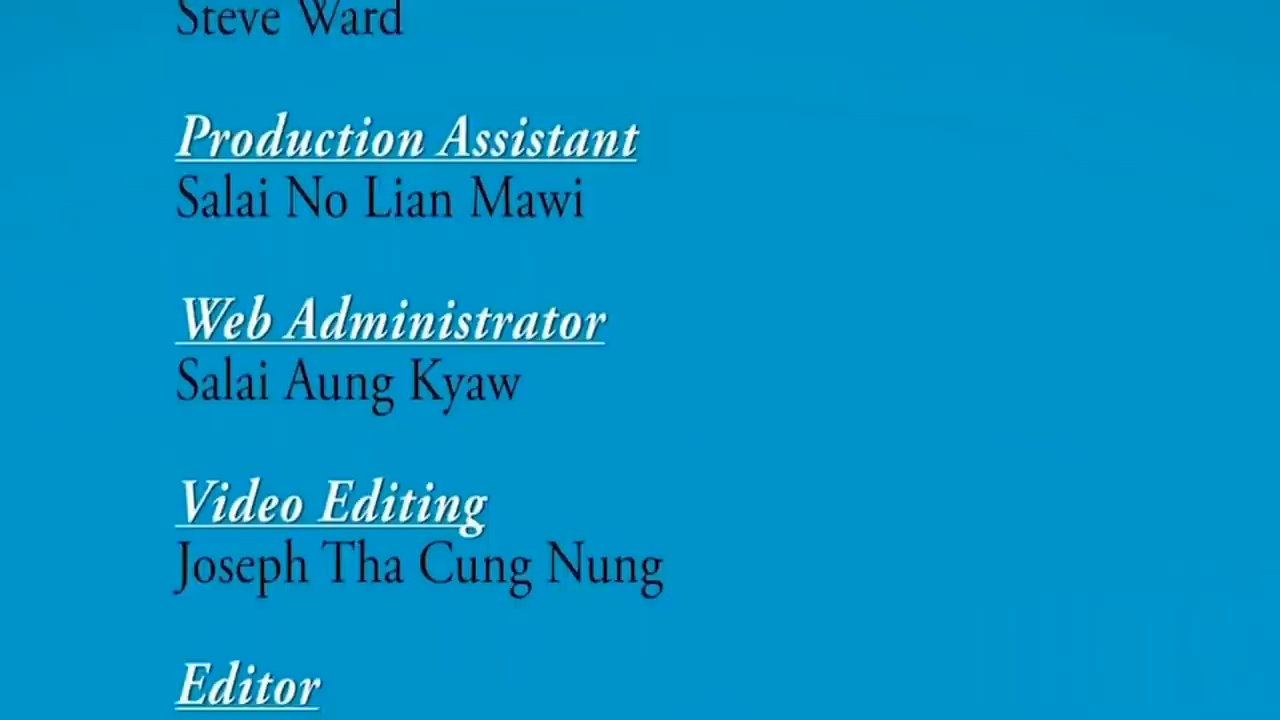 Steve Ward
Production Assistant
Salai No Lian Mawi
Web Administrator
Salai Aung Kyaw
Video Editing
Joseph Tha Cung Nung
Editor